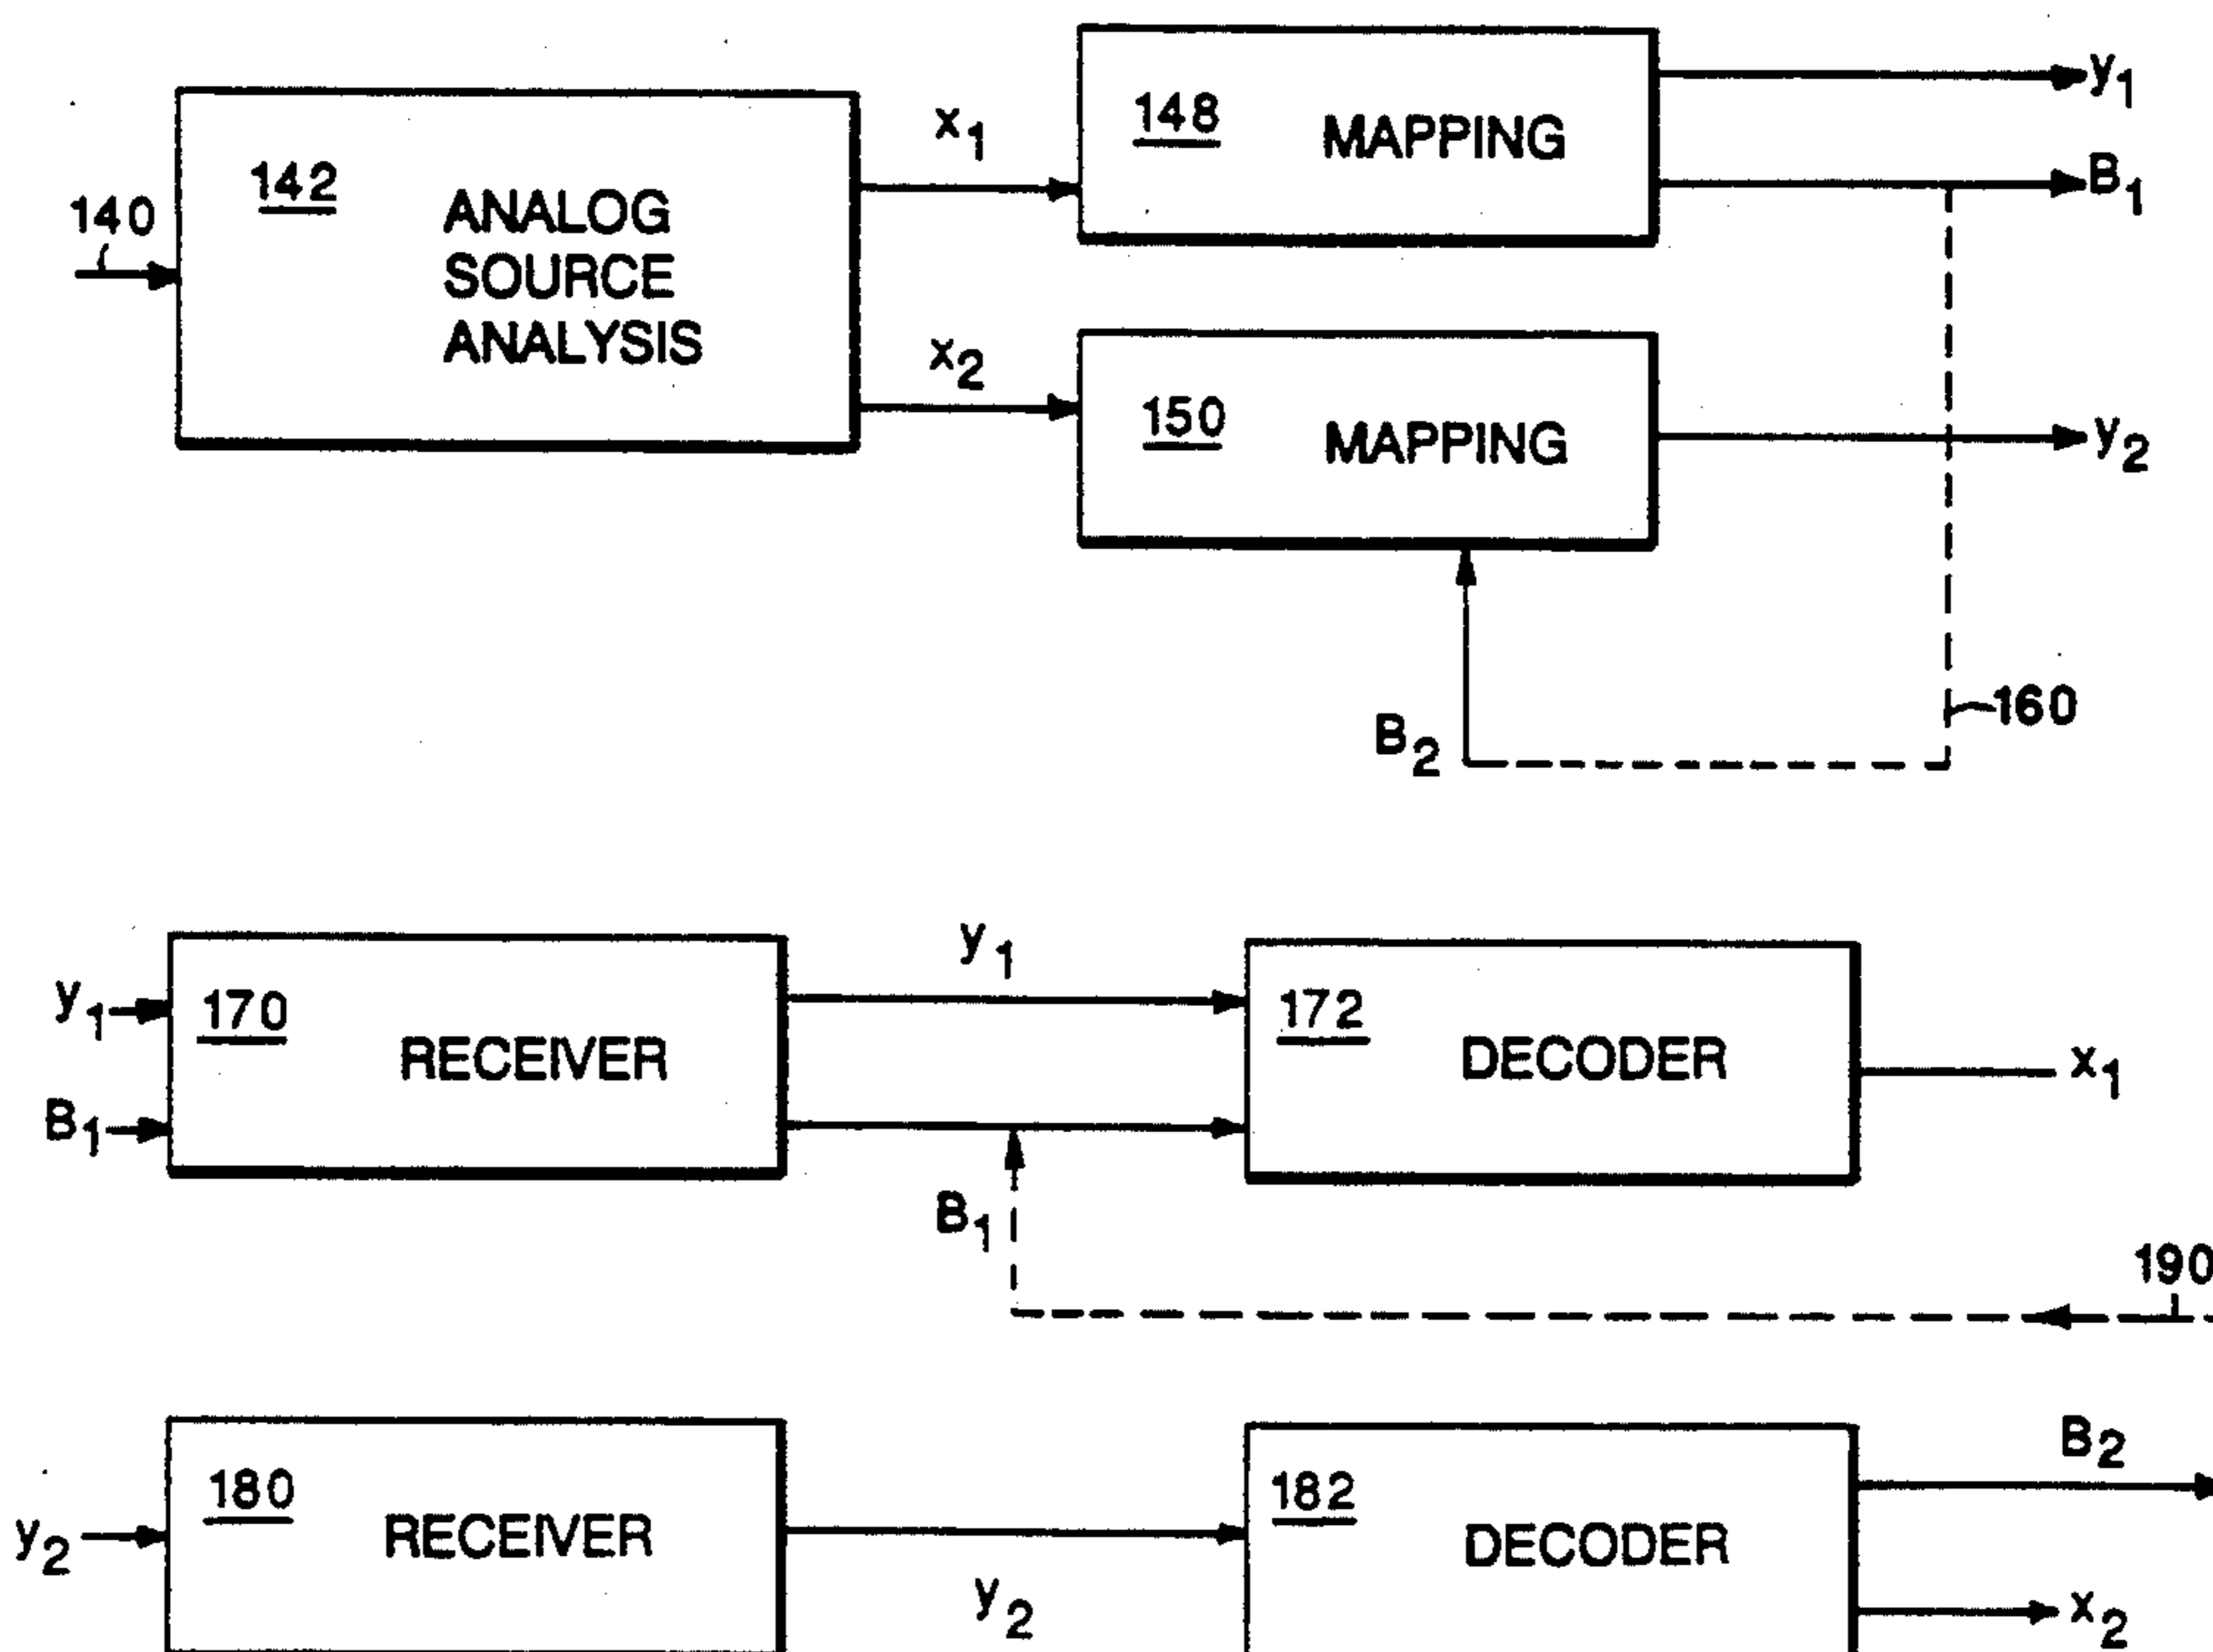 140
142
ANALOG
SOURCE
ANALYSIS
x1
x2
148
MAPPING
y1
B1
150
MAPPING
y2
B2
160
y1
B1
170
RECEIVER
y1
B1
172
DECODER
x1
190
y2
180
RECEIVER
y2
182
DECODER
B2
x2